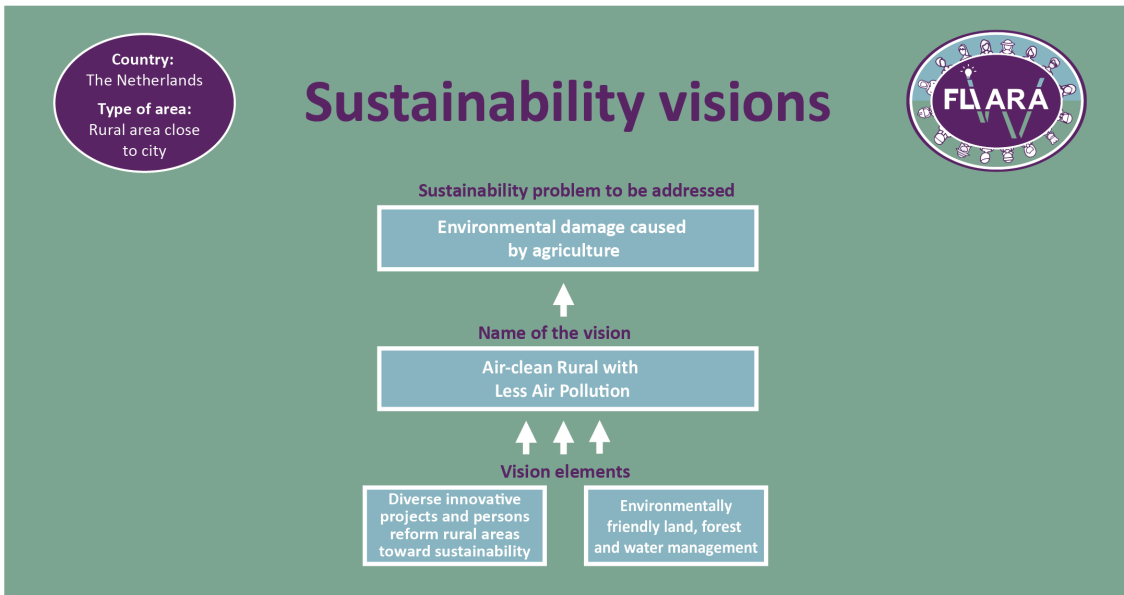 Country:
The Netherlands
Type of area:
Rural area close
to city
Sustainability visions
FLIARA
Sustainability problem to be addressed
Environmental damage caused
by agriculture
Name of the vision
Air-clean Rural with
Less Air Pollution
Vision elements
Diverse innovative
projects and persons
reform rural areas
toward sustainability
Environmentally
friendly land, forest
and water management